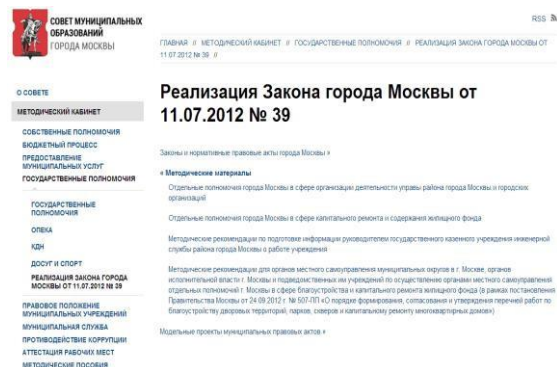 СОВЕТ МУНИЦИПАЛЬНЫХ
ОБРАЗОВАНИЙ
ГОРОДА МОСКВЫ
RSS
ГЛАВНАЯ // МЕТОДИЧЕСКИЙ КАБИНЕТ // ГОСУДАРСТВЕННЫЕ ПОЛНОМОЧИЯ // РЕАЛИЗАЦИЯ ЗАКОНА ГОРОДА МОСКВЫ ОТ
11.07.2012 № 39 //
О СОВЕТЕ
МЕТОДИЧЕСКИЙ КАБИНЕТ
СОБСТВЕННЫЕ ПОЛНОМОЧИЯ
БЮДЖЕТНЫЙ ПРОЦЕСС
ПРЕДОСТАВЛЕНИЕ
МУНИЦИПАЛЬНЫХ УСЛУГ
ГОСУДАРСТВЕННЫЕ ПОЛНОМОЧИЯ
ГОСУДАРСТВЕННЫЕ
ПОЛНОМОЧИЯ
ОПЕКА
КДН
ДОСУГ И СПОРТ
РЕАЛИЗАЦИЯ ЗАКОНА ГОРОДА
МОСКВЫ ОТ 11.07.2012 № 39
ПРАВОВОЕ ПОЛОЖЕНИЕ
МУНИЦИПАЛЬНЫХ УЧРЕЖДЕНИЙ
МУНИЦИПАЛЬНАЯ СЛУЖБА
ПРОТИВОДЕЙСТВИЕ КОРРУПЦИИ
АТТЕСТАЦИЯ РАБОЧИХ МЕСТ
МЕТОДИЧЕСКИЕ ПОСОБИЯ
Реализация Закона города Москвы от
11.07.2012 № 39
Законы и нормативные правовые акты города Москвы »
« Методические материалы
Отдельные полномочия города Москвы в сфере организации деятельности управы района города Москвы и городских
организаций
Отдельные полномочия города Москвы в сфере капитального ремонта и содержания жилищного фонда
Методические рекомендации по подготовке информации руководителем государственного казенного учреждения инженерной
службы района города Москвы о работе учреждения
Методические рекомендации для органов местного самоуправления муниципальных округов в г. Москве, органов
исполнительной власти г. Москвы и подведомственных им учреждений по осуществлению органами местного самоуправления
отдельных полномочий г. Москвы в сфере благоустройства и капитального ремонта жилищного фонда (в рамках постановления
Правительства Москвы от 24.09.2012 г. № 507-ПП «О порядке формирования, согласования и утверждения перечней работ по
благоустройству дворовых территорий, парков, скверов и капитальному ремонту многоквартирных домов»)
Модельные проекты муниципальных правовых актов »